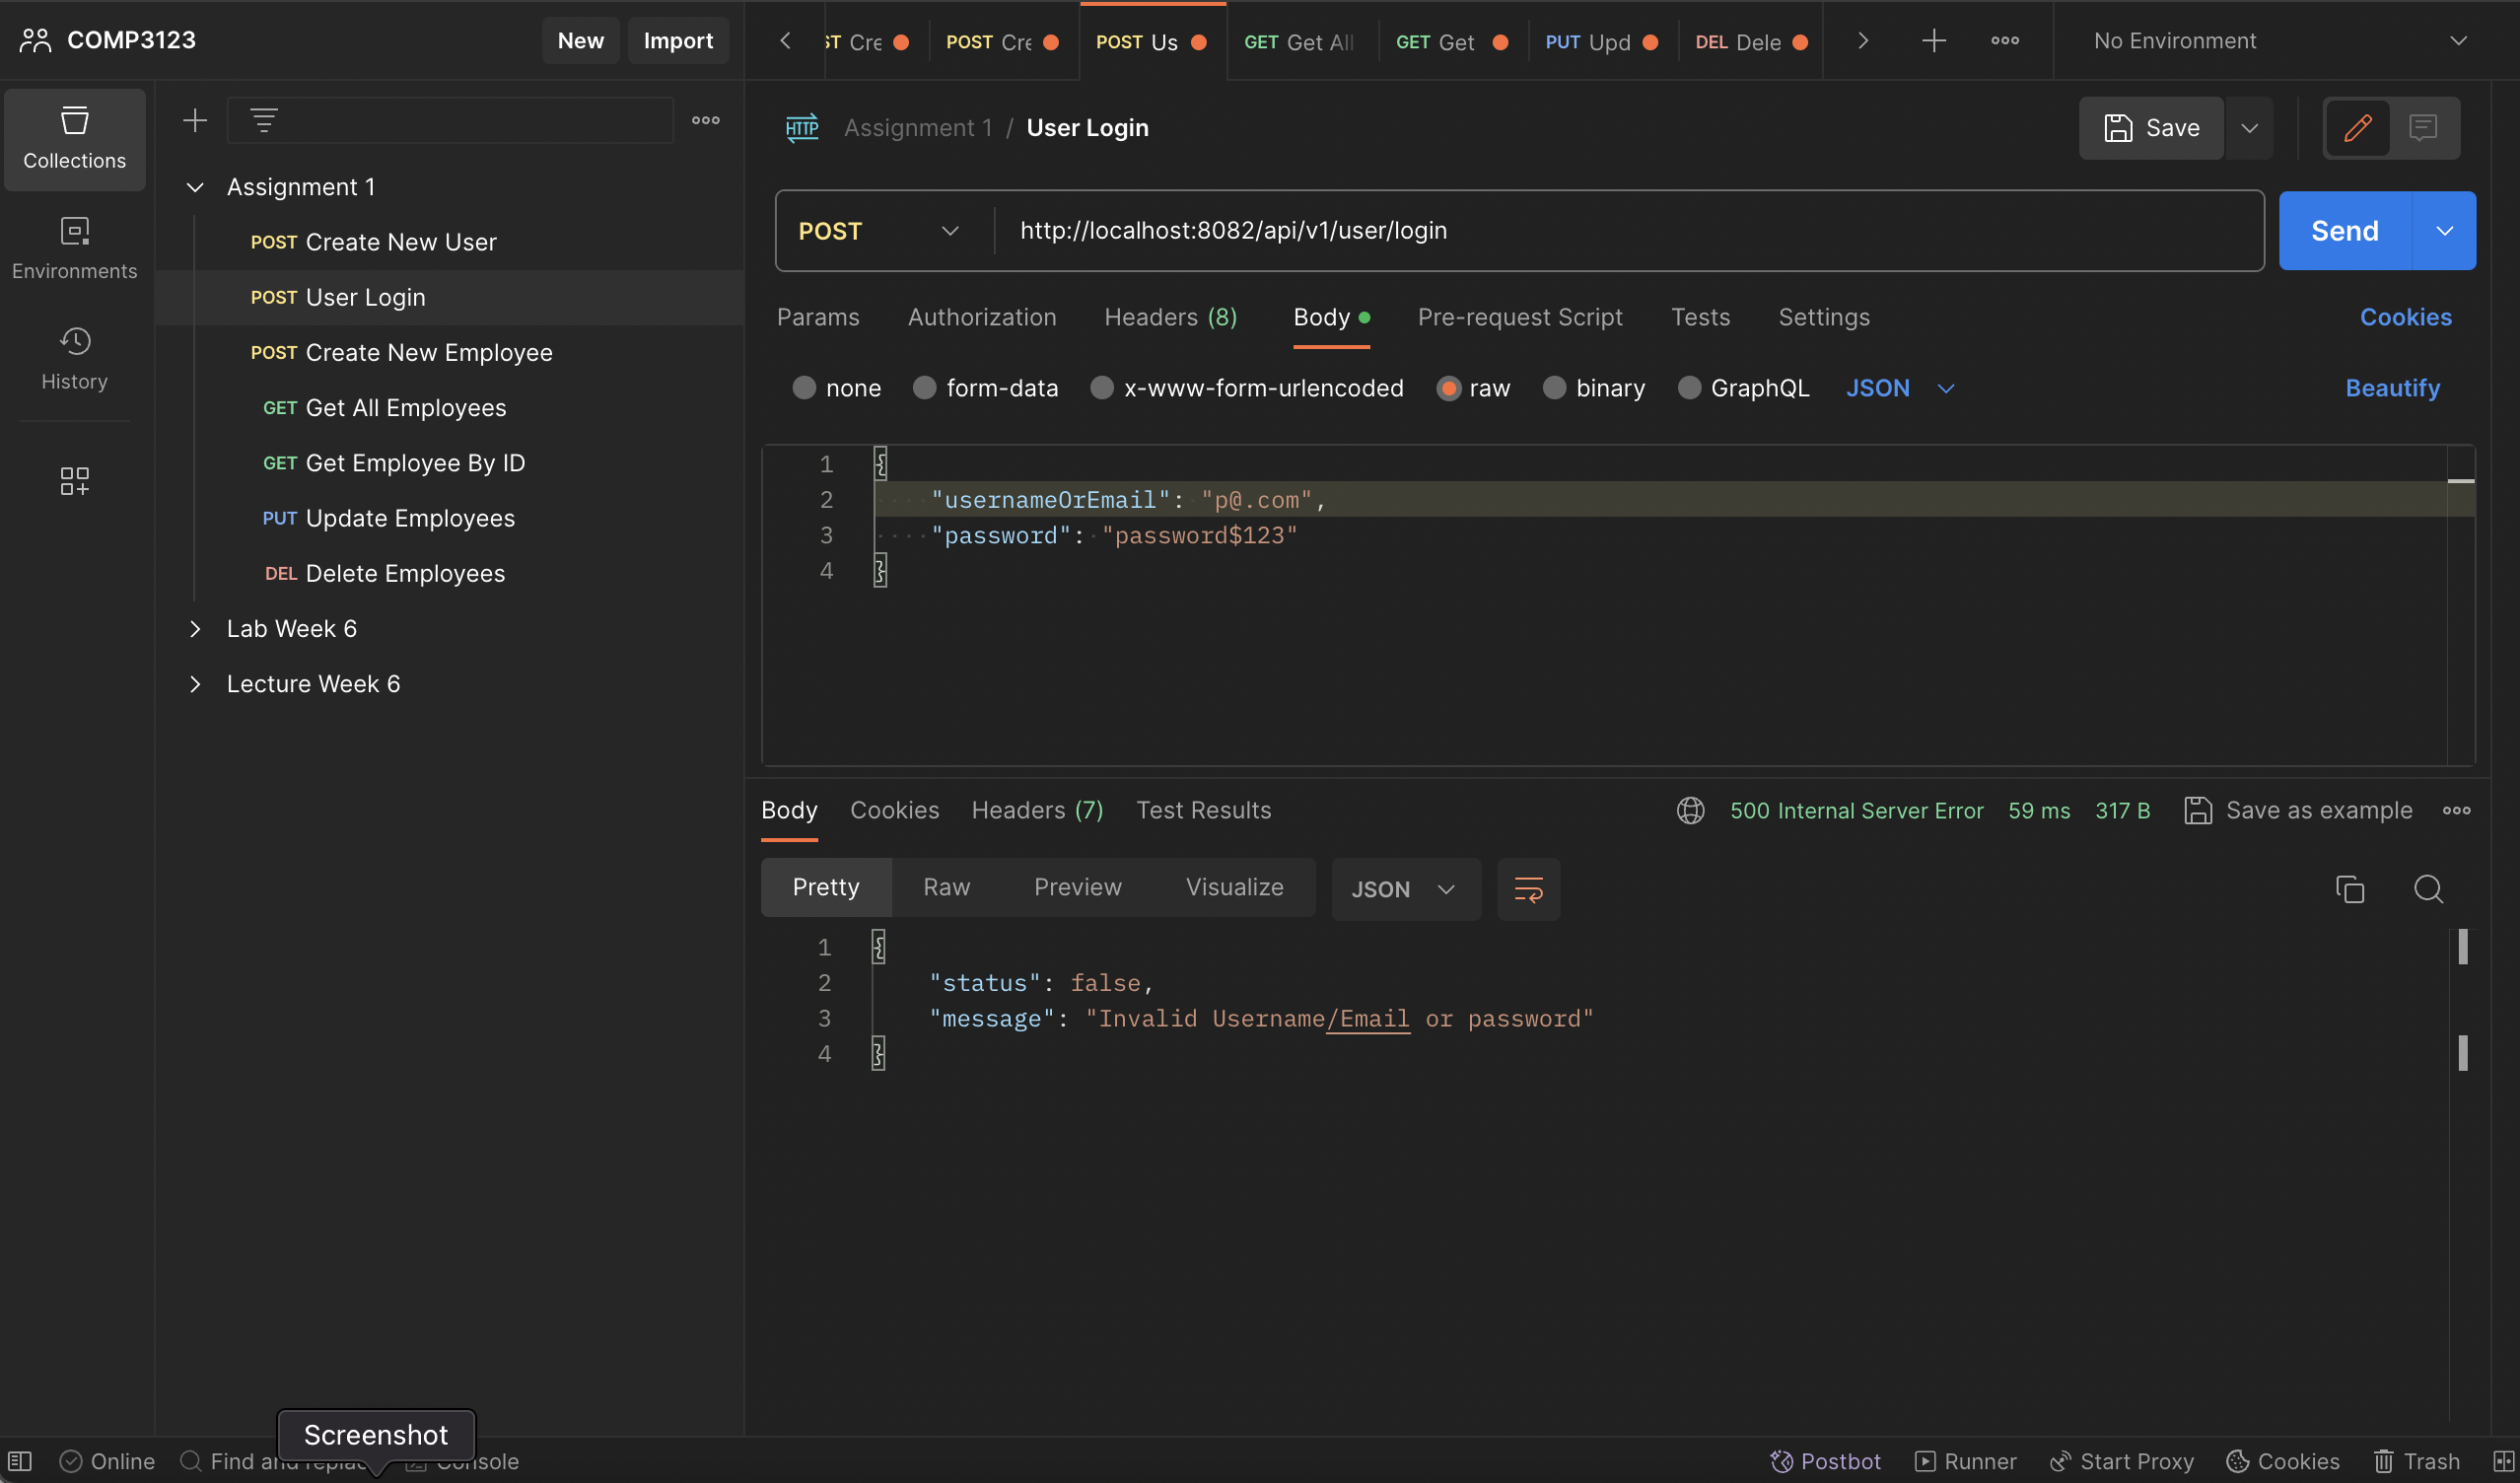 COMP3123
New
Import
ST Cre
POST Cre
POST Us
GET Get All
GET Get
PUT Upd
DEL Dele
No Environment
Collections
Environments
History
Assignment 1
POST Create New User
POST User Login
POST Create New Employee
GET Get All Employees
GET Get Employee By ID
PUT Update Employees
DEL Delete Employees
Lab Week 6
Lecture Week 6
HTTP Assignment 1 / User Login
Save
POST http://localhost:8082/api/v1/user/login
Send
Params Authorization Headers (8) Body Pre-request Script Tests Settings Cookies
none form-data x-www-form-urlencoded raw binary GraphQL JSON Beautify
1 {
2 "usernameOrEmail": "p@.com",
3 "password": "password$123"
4 }
Body Cookies Headers (7) Test Results
500 Internal Server Error 59 ms 317 B Save as example
Pretty Raw Preview Visualize JSON
1 {
2 "status": false,
3 "message": "Invalid Username/Email or password"
4 }
Screenshot
Online Find and replace Console
Postbot Runner Start Proxy Cookies Trash